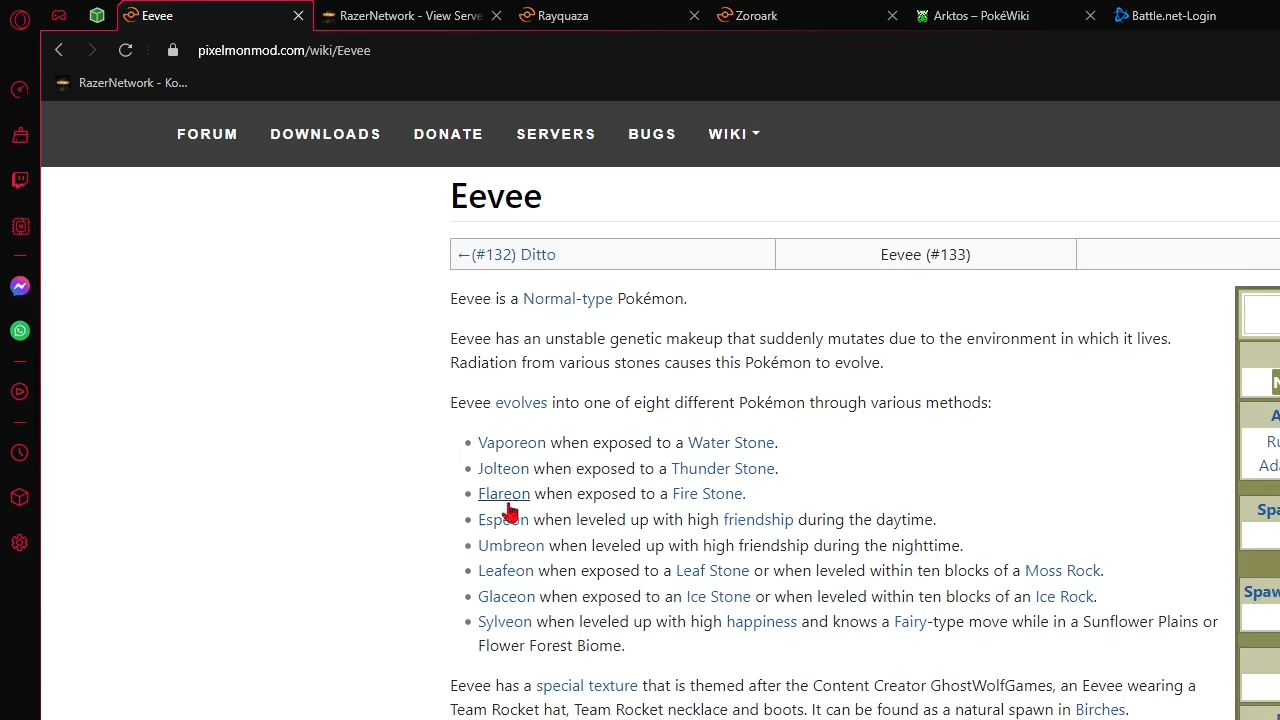 Eevee
RazerNetwork - View Serve
Rayquaza
Zoroark
Arktos – PokéWiki
Battle.net-Login
pixelmonmod.com/wiki/Eevee
RazerNetwork - Ko...
FORUM DOWNLOADS DONATE SERVERS BUGS WIKI
Eevee
←(#132) Ditto
Eevee (#133)
Eevee is a Normal-type Pokémon.
Eevee has an unstable genetic makeup that suddenly mutates due to the environment in which it lives.
Radiation from various stones causes this Pokémon to evolve.
Eevee evolves into one of eight different Pokémon through various methods:
• Vaporeon when exposed to a Water Stone.
• Jolteon when exposed to a Thunder Stone.
• Flareon when exposed to a Fire Stone.
• Espeon when leveled up with high friendship during the daytime.
• Umbreon when leveled up with high friendship during the nighttime.
• Leafeon when exposed to a Leaf Stone or when leveled within ten blocks of a Moss Rock.
• Glaceon when exposed to an Ice Stone or when leveled within ten blocks of an Ice Rock.
• Sylveon when leveled up with high happiness and knows a Fairy-type move while in a Sunflower Plains or
Flower Forest Biome.
Eevee has a special texture that is themed after the Content Creator GhostWolfGames, an Eevee wearing a
Team Rocket hat, Team Rocket necklace and boots. It can be found as a natural spawn in Birches.
A
Ru
Ada
Spa
Spaw